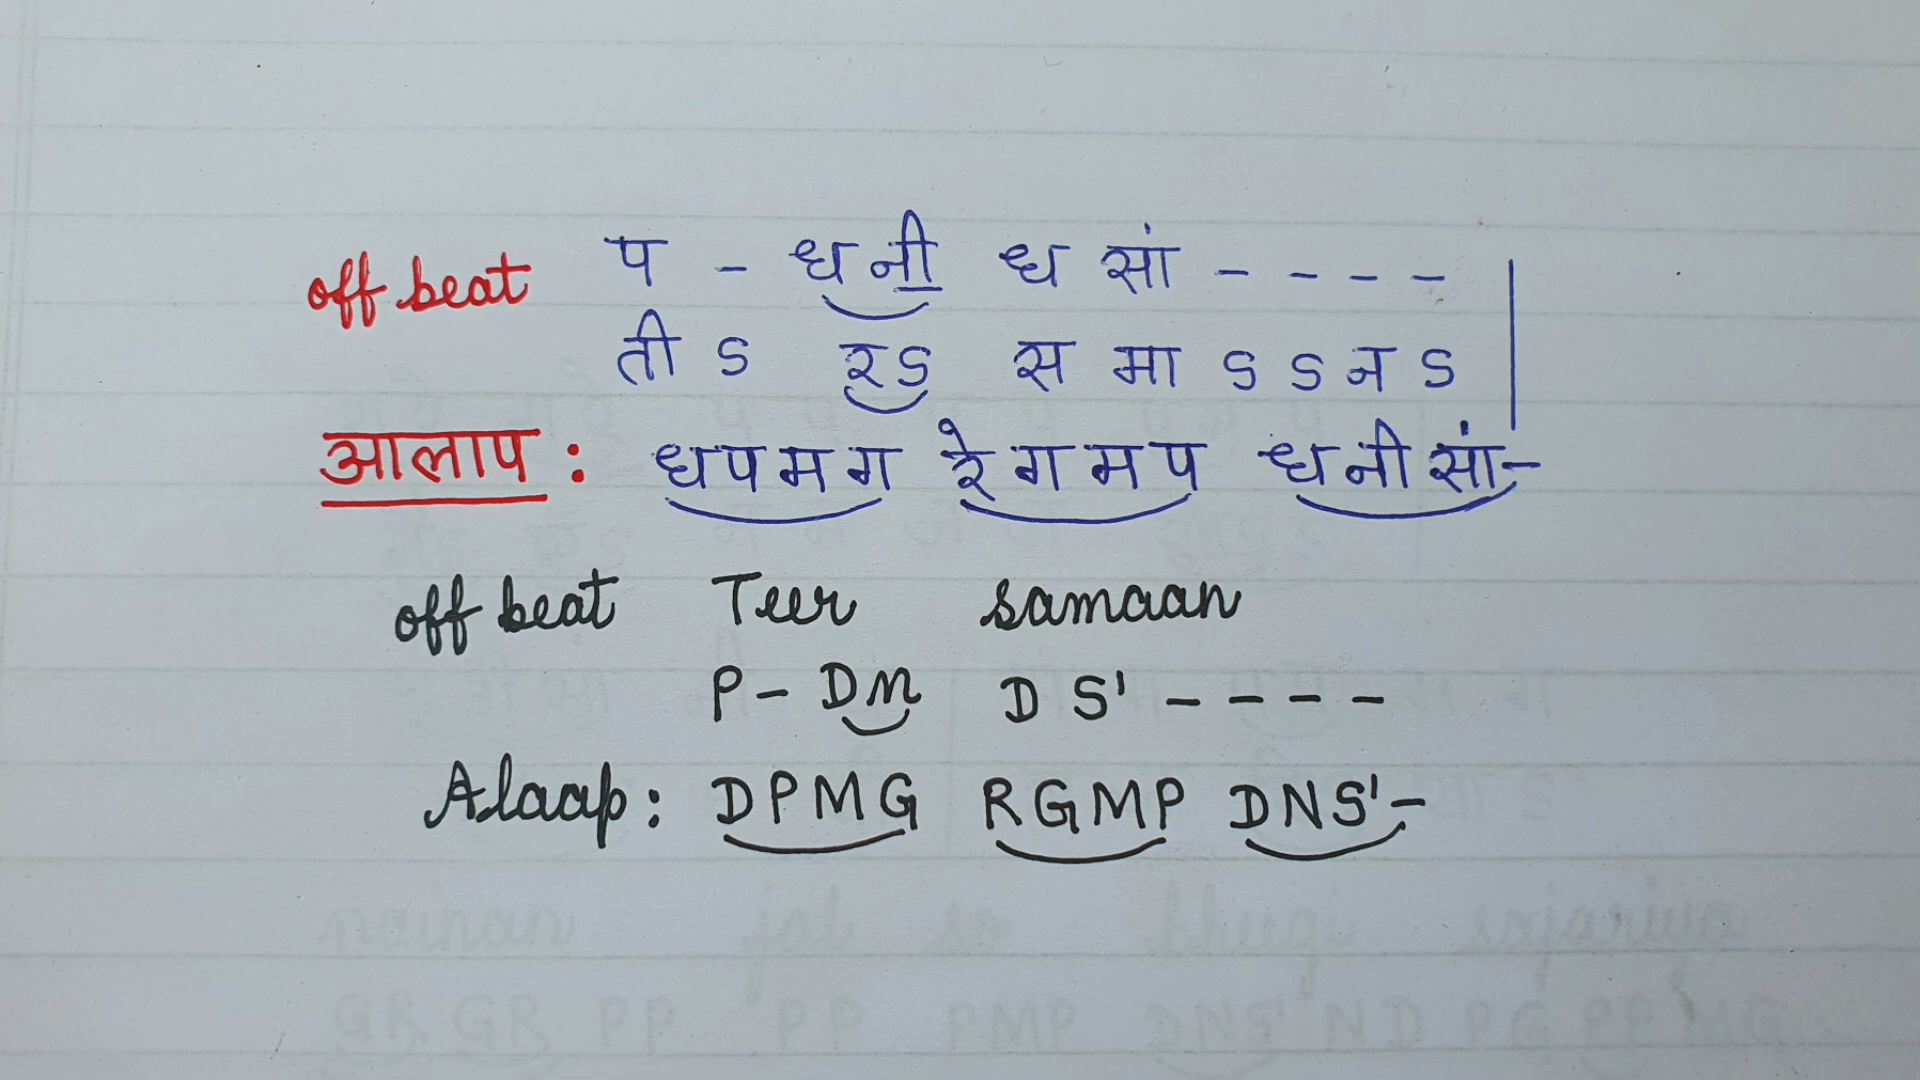 off beat प - धनी॒ ध सां - - - -
ती ऽ रऽ स मा ऽ ऽ न ऽ |
आलाप : धपमग रेगमप धनीसां-
off beat Teer samaan
P - Dn D S' - - - -
Alaap : DPMG RGMP DNS'-